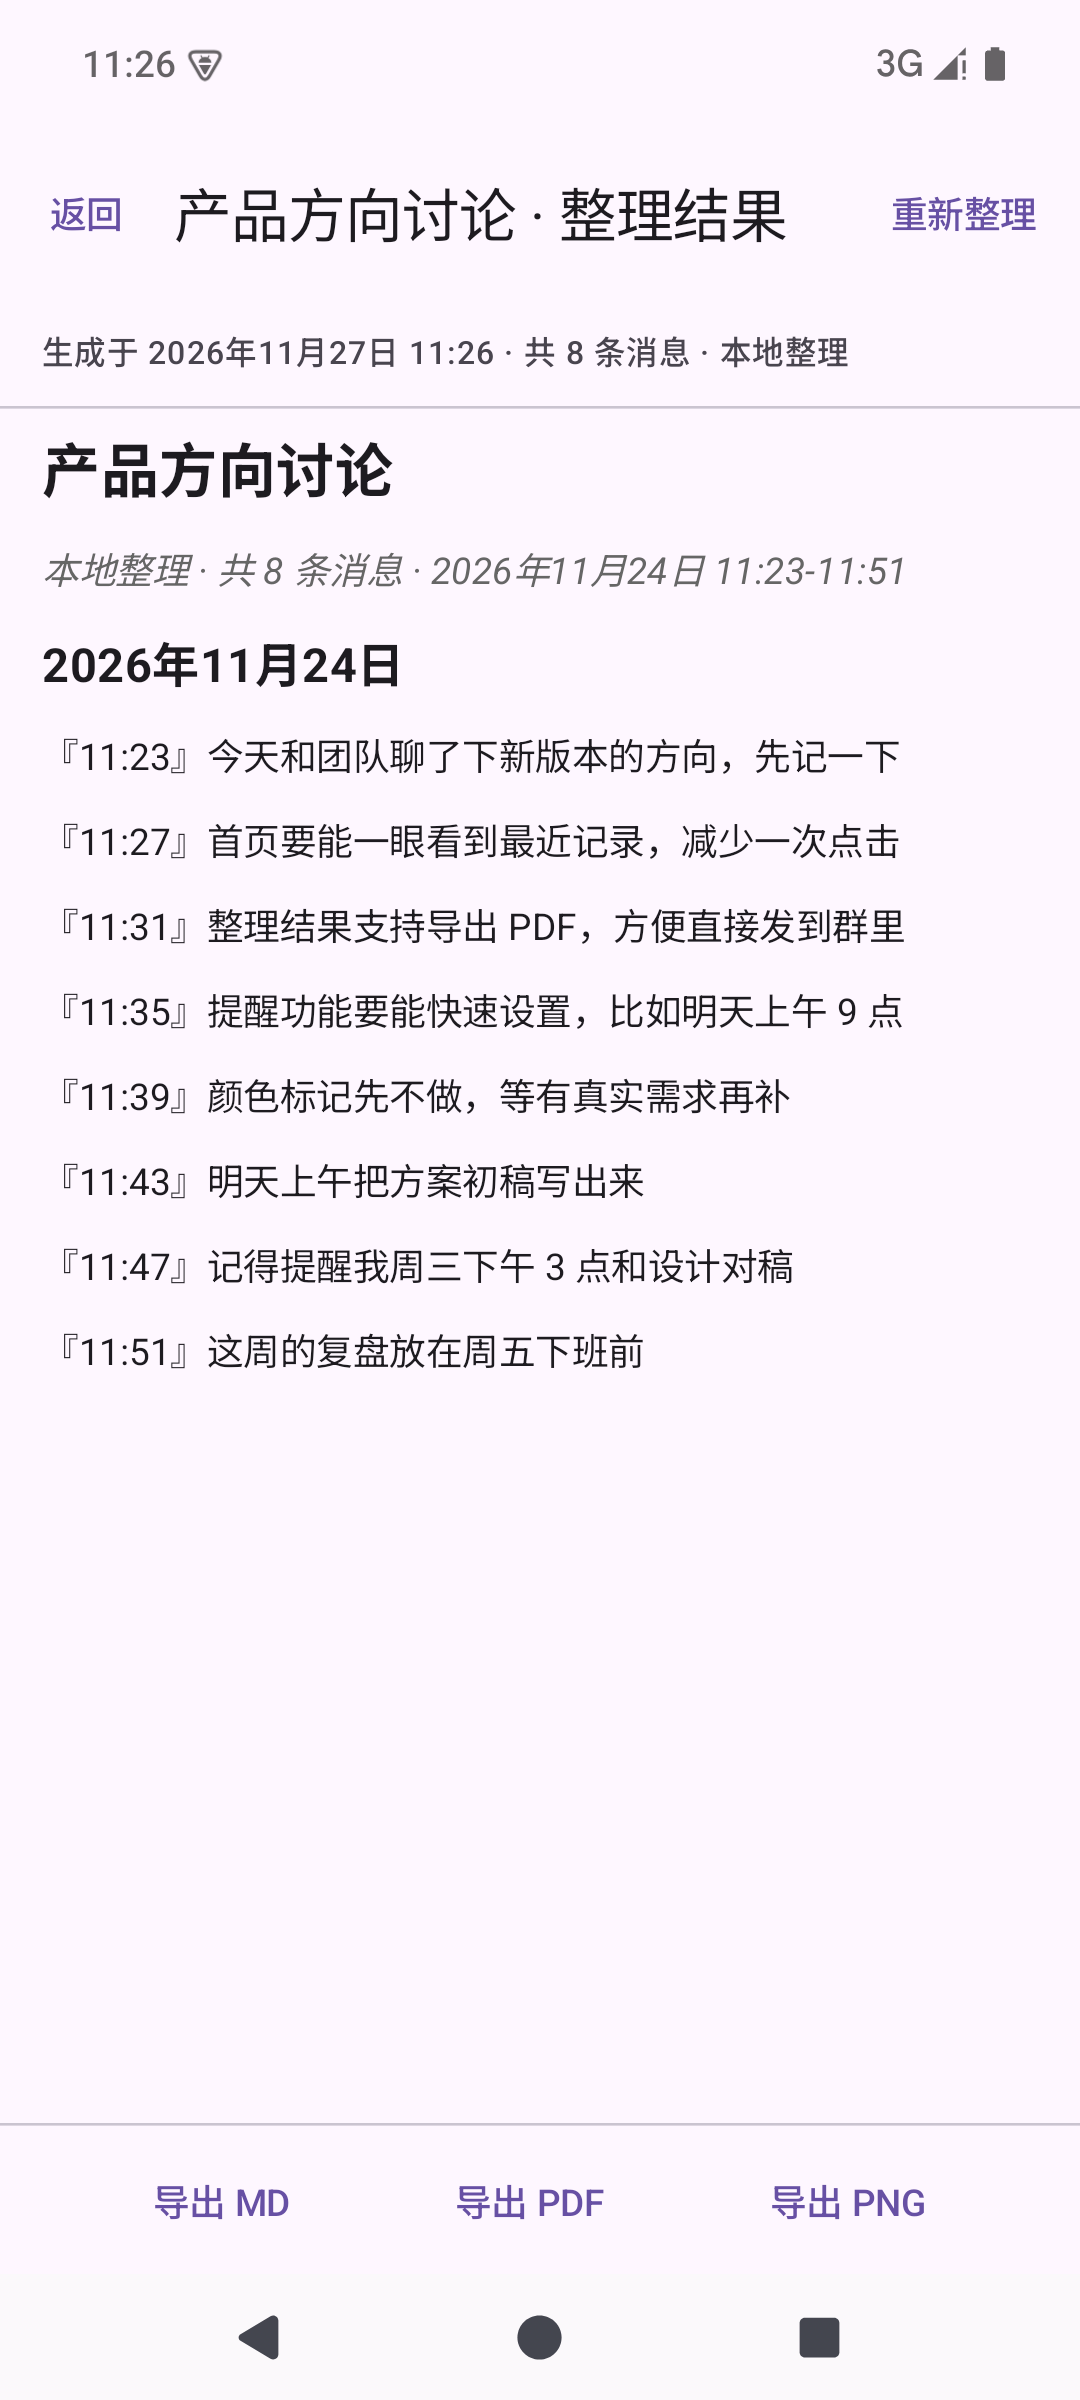 11:26
3G
返回
产品方向讨论 · 整理结果
重新整理
生成于 2026年11月27日 11:26 · 共 8 条消息 · 本地整理
产品方向讨论
本地整理 · 共 8 条消息 · 2026年11月24日 11:23-11:51
2026年11月24日
『11:23』今天和团队聊了下新版本的方向，先记一下
『11:27』首页要能一眼看到最近记录，减少一次点击
『11:31』整理结果支持导出 PDF，方便直接发到群里
『11:35』提醒功能要能快速设置，比如明天上午 9 点
『11:39』颜色标记先不做，等有真实需求再补
『11:43』明天上午把方案初稿写出来
『11:47』记得提醒我周三下午 3 点和设计对稿
『11:51』这周的复盘放在周五下班前
导出 MD
导出 PDF
导出 PNG